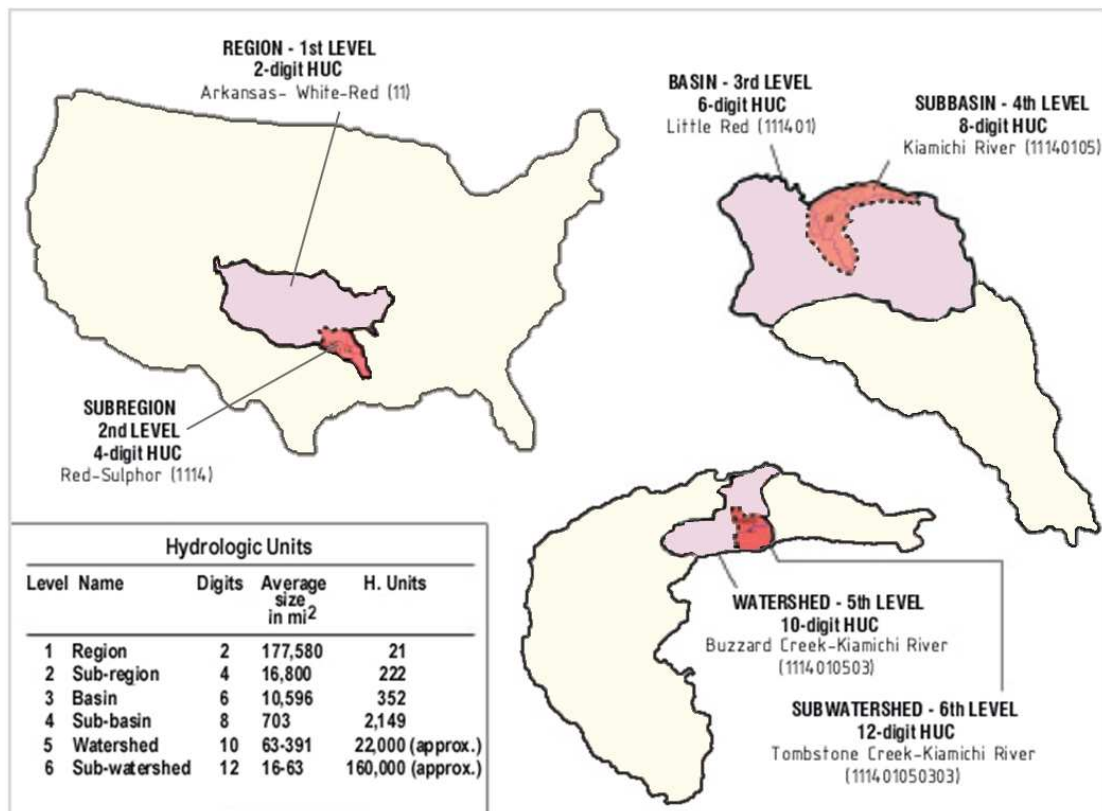 REGION - 1st LEVEL
2-digit HUC
Arkansas- White-Red (11)
BASIN - 3rd LEVEL
6-digit HUC
Little Red (111401)
SUBBASIN - 4th LEVEL
8-digit HUC
Kiamichi River (11140105)
SUBREGION
2nd LEVEL
4-digit HUC
Red-Sulphor (1114)
WATERSHED - 5th LEVEL
10-digit HUC
Buzzard Creek-Kiamichi River
(1114010503)
SUBWATERSHED - 6th LEVEL
12-digit HUC
Tombstone Creek-Kiamichi River
(111401050303)
Hydrologic Units
Level Name Digits Average size in mi2 H. Units
1 Region 2 177,580 21
2 Sub-region 4 16,800 222
3 Basin 6 10,596 352
4 Sub-basin 8 703 2,149
5 Watershed 10 63-391 22,000 (approx.)
6 Sub-watershed 12 16-63 160,000 (approx.)